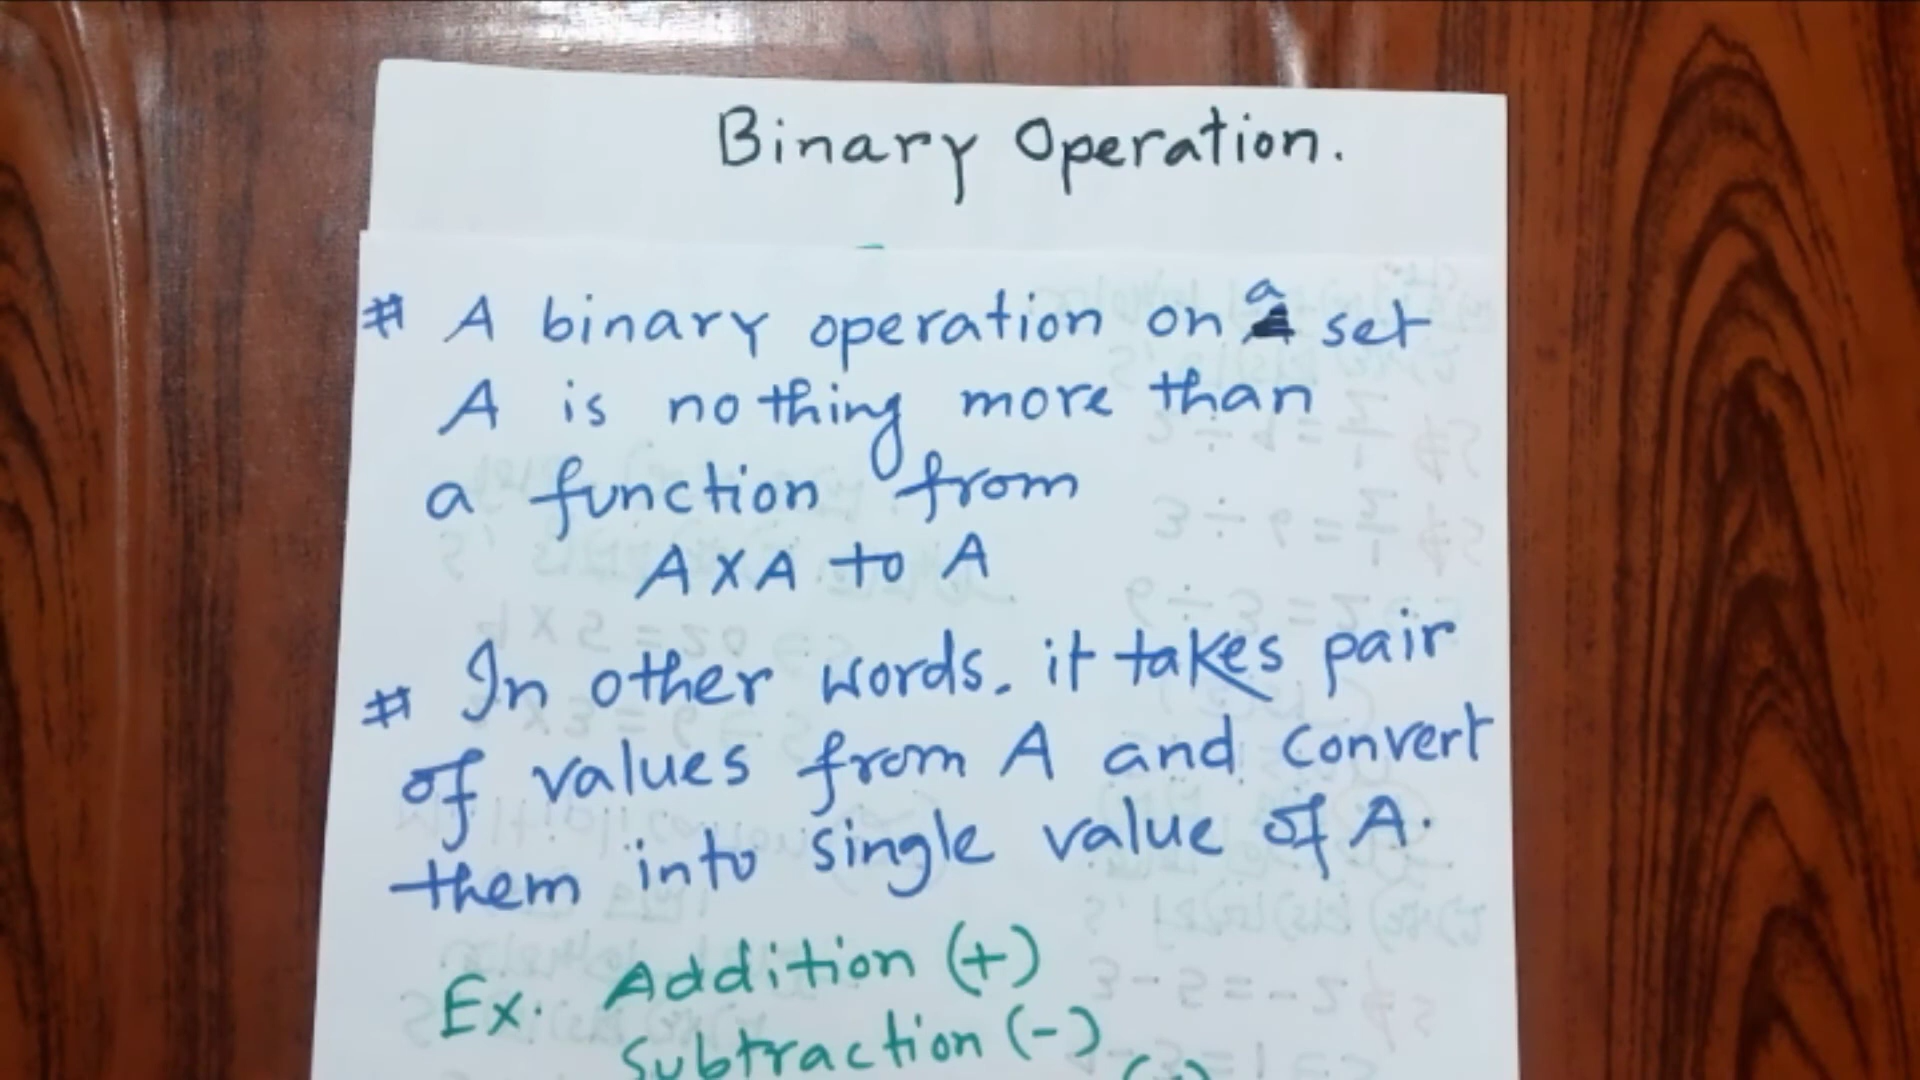 Binary Operation.
# A binary operation on a set
A is nothing more than
a function from
A X A to A
# In other words. it takes pair
of values from A and convert
them into single value of A.
Ex. Addition (+)
Subtraction (-)